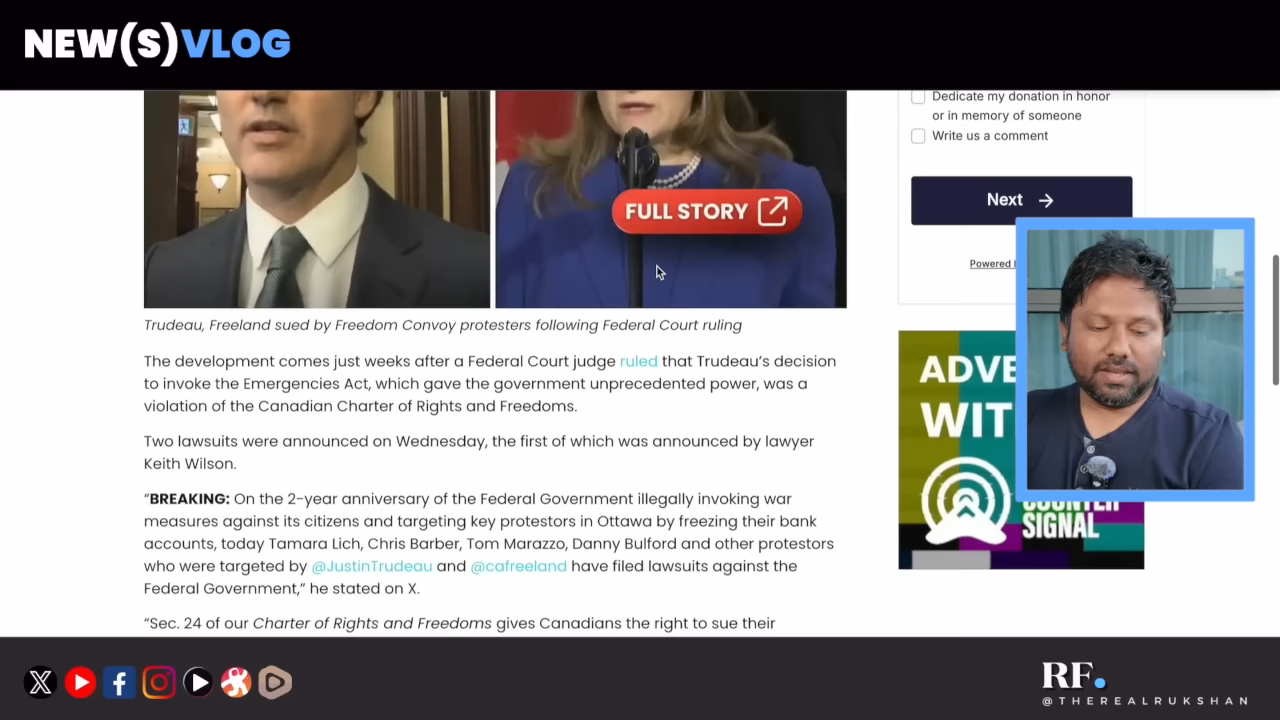 NEW(S)VLOG
Dedicate my donation in honor
or in memory of someone
Write us a comment
Next →
Powered
FULL STORY
Trudeau, Freeland sued by Freedom Convoy protesters following Federal Court ruling
The development comes just weeks after a Federal Court judge ruled that Trudeau’s decision
to invoke the Emergencies Act, which gave the government unprecedented power, was a
violation of the Canadian Charter of Rights and Freedoms.
Two lawsuits were announced on Wednesday, the first of which was announced by lawyer
Keith Wilson.
“BREAKING: On the 2-year anniversary of the Federal Government illegally invoking war
measures against its citizens and targeting key protestors in Ottawa by freezing their bank
accounts, today Tamara Lich, Chris Barber, Tom Marazzo, Danny Bulford and other protestors
who were targeted by @JustinTrudeau and @cafreeland have filed lawsuits against the
Federal Government,” he stated on X.
“Sec. 24 of our Charter of Rights and Freedoms gives Canadians the right to sue their
ADVE
WIT
COUNTER
SIGNAL
RF.
@THEREALRUKSHAN